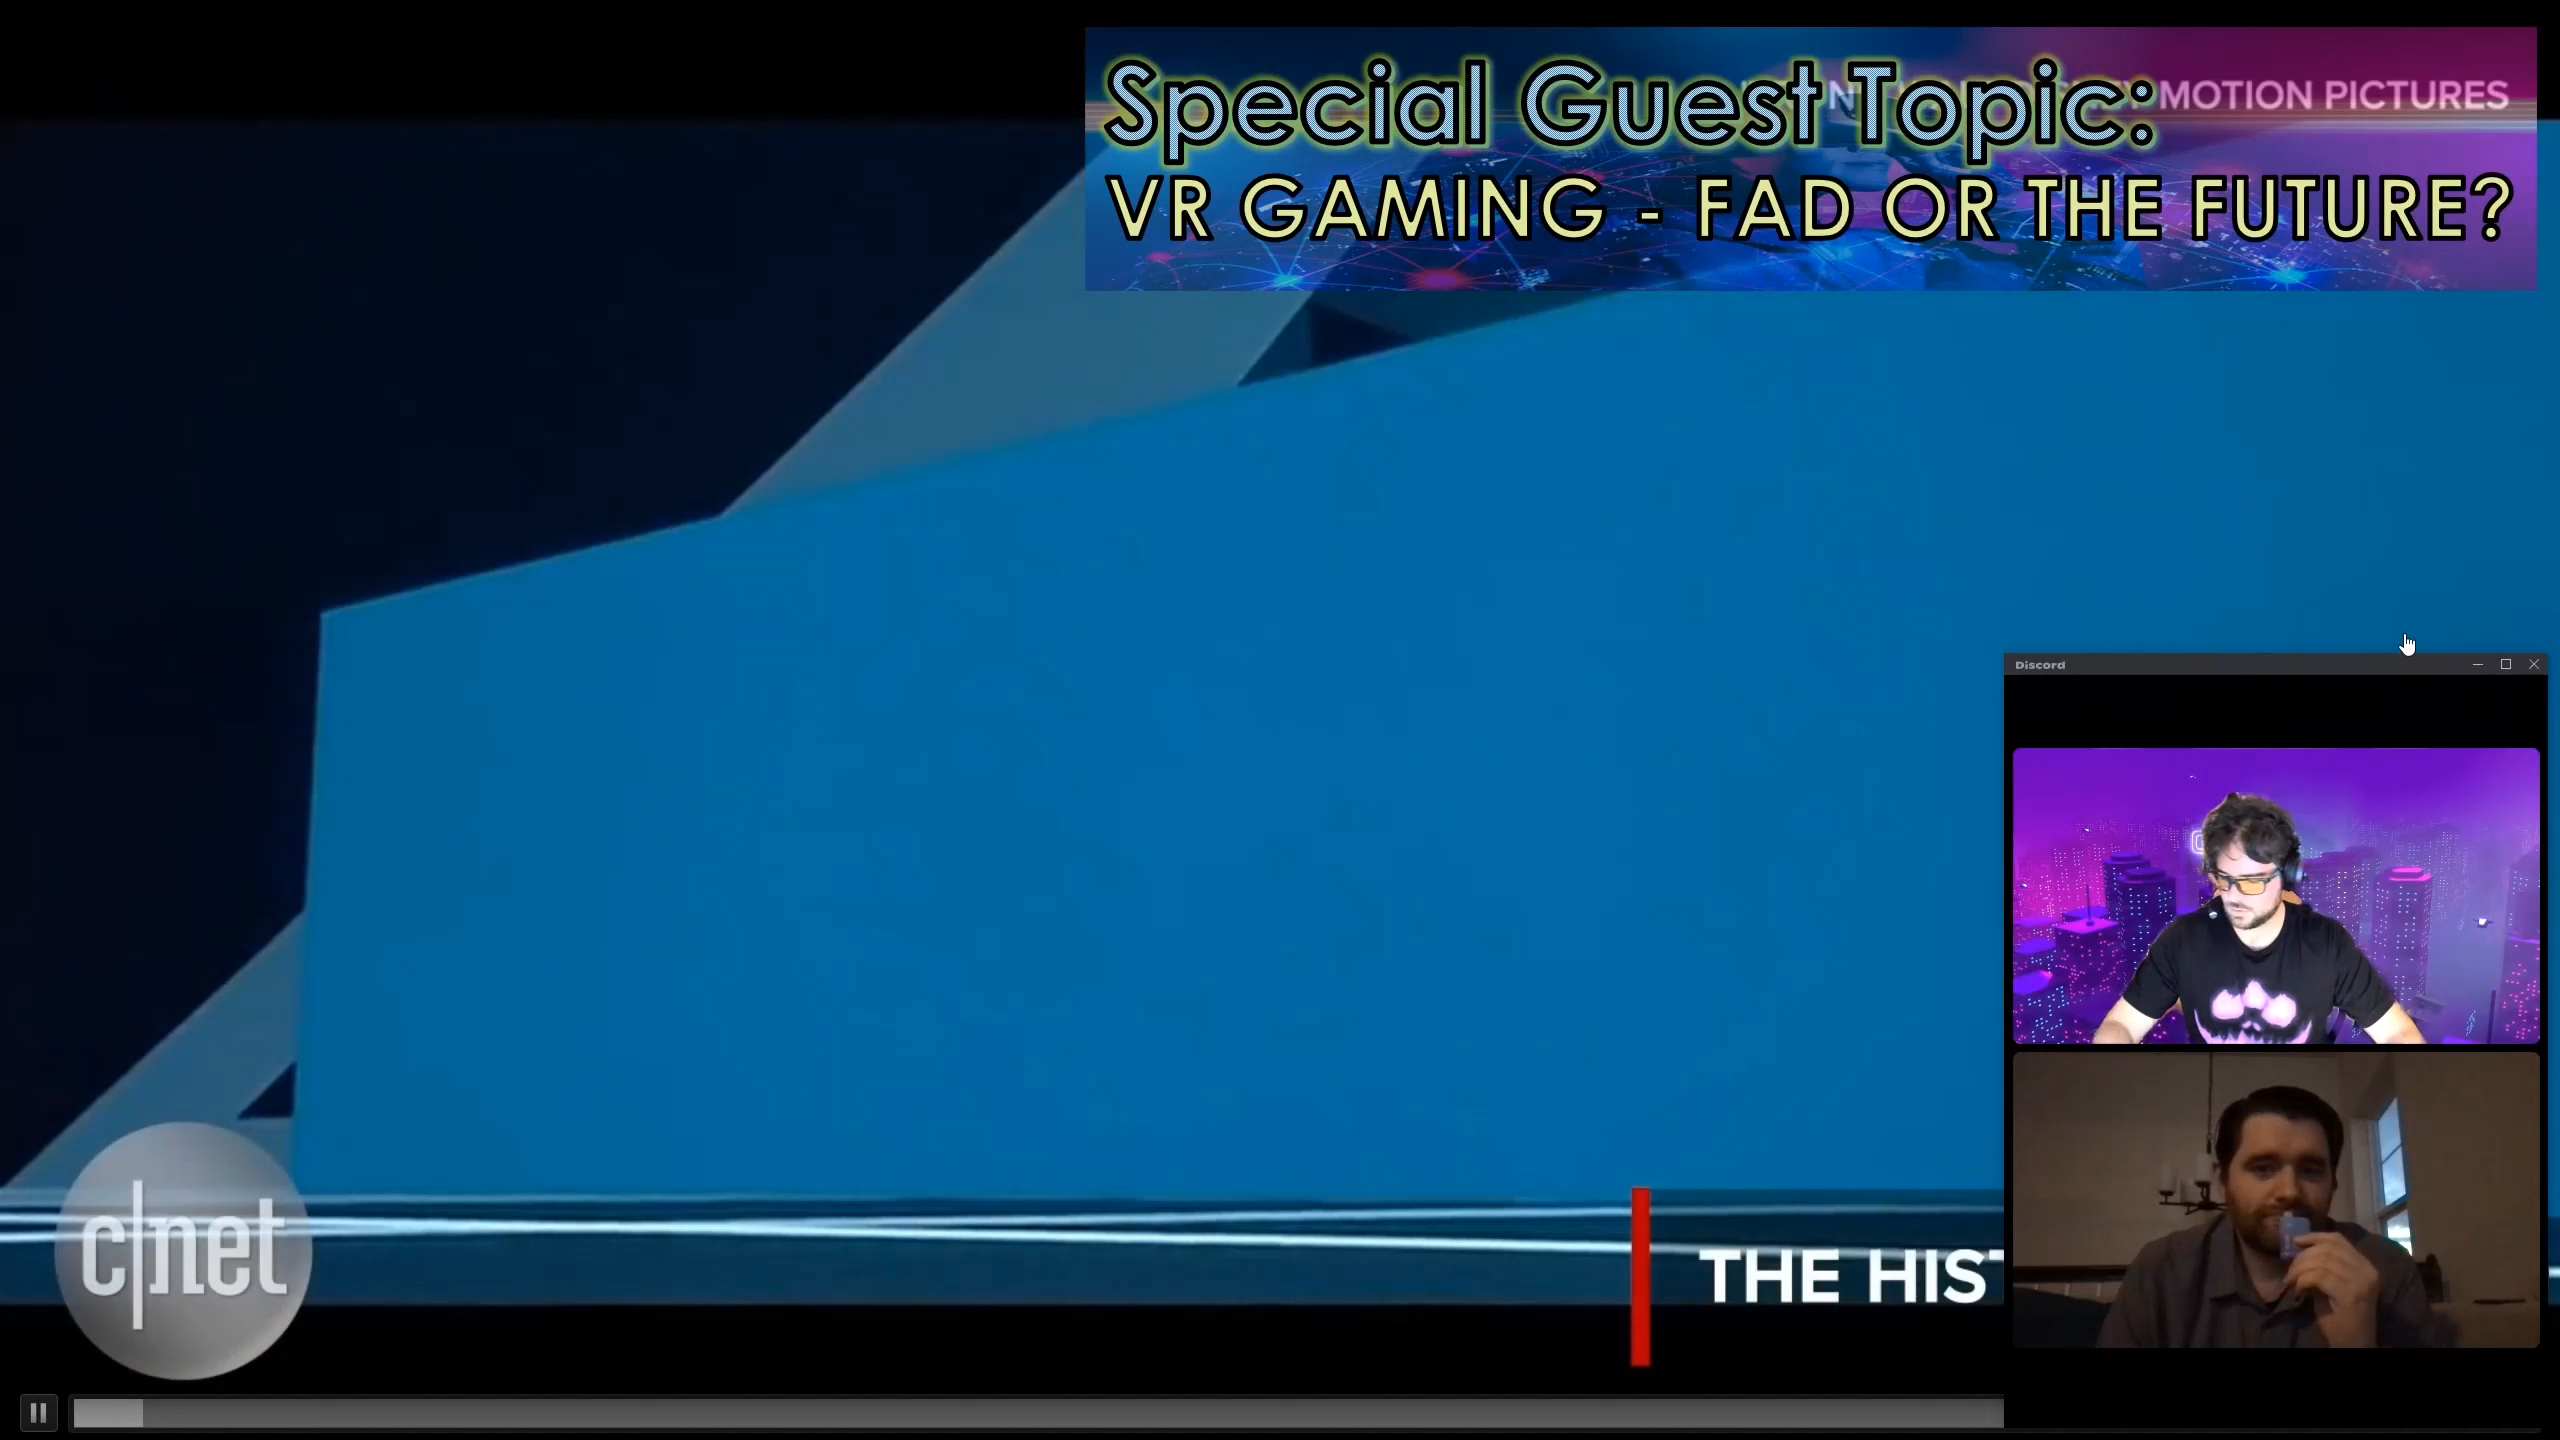 Special Guest Topic:
MOTION PICTURES
VR GAMING - FAD OR THE FUTURE?
Discord
c|net
THE HIST